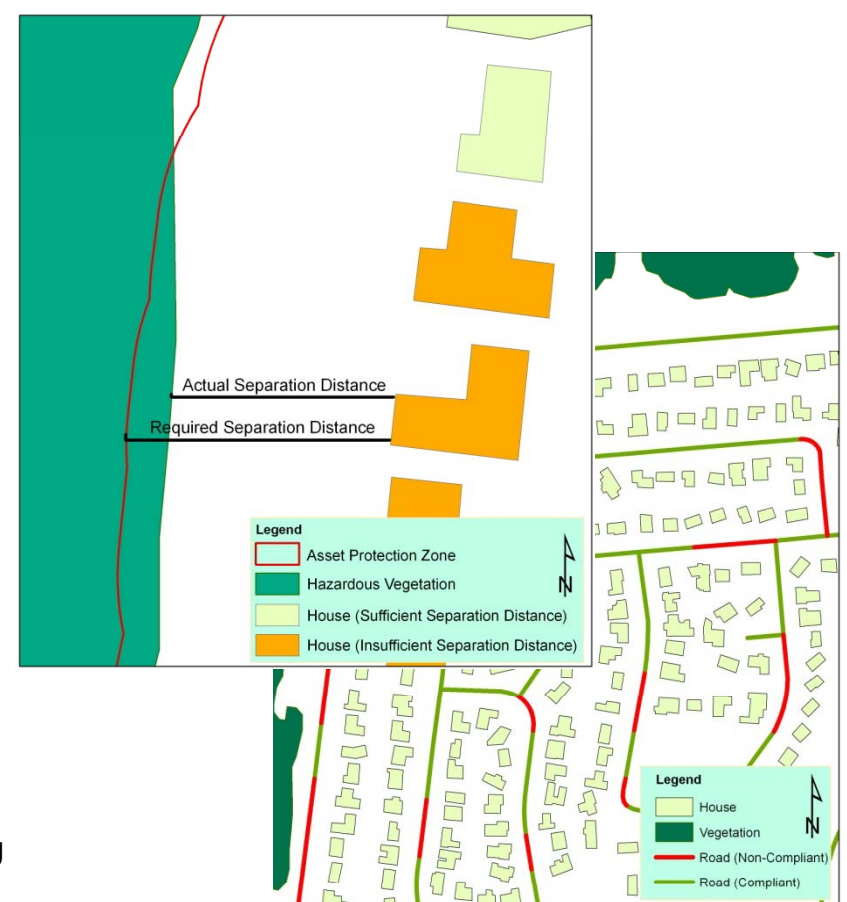 Actual Separation Distance
Required Separation Distance
Legend
Asset Protection Zone
Hazardous Vegetation
House (Sufficient Separation Distance)
House (Insufficient Separation Distance)
N
Legend
House
Vegetation
Road (Non-Compliant)
Road (Compliant)
N